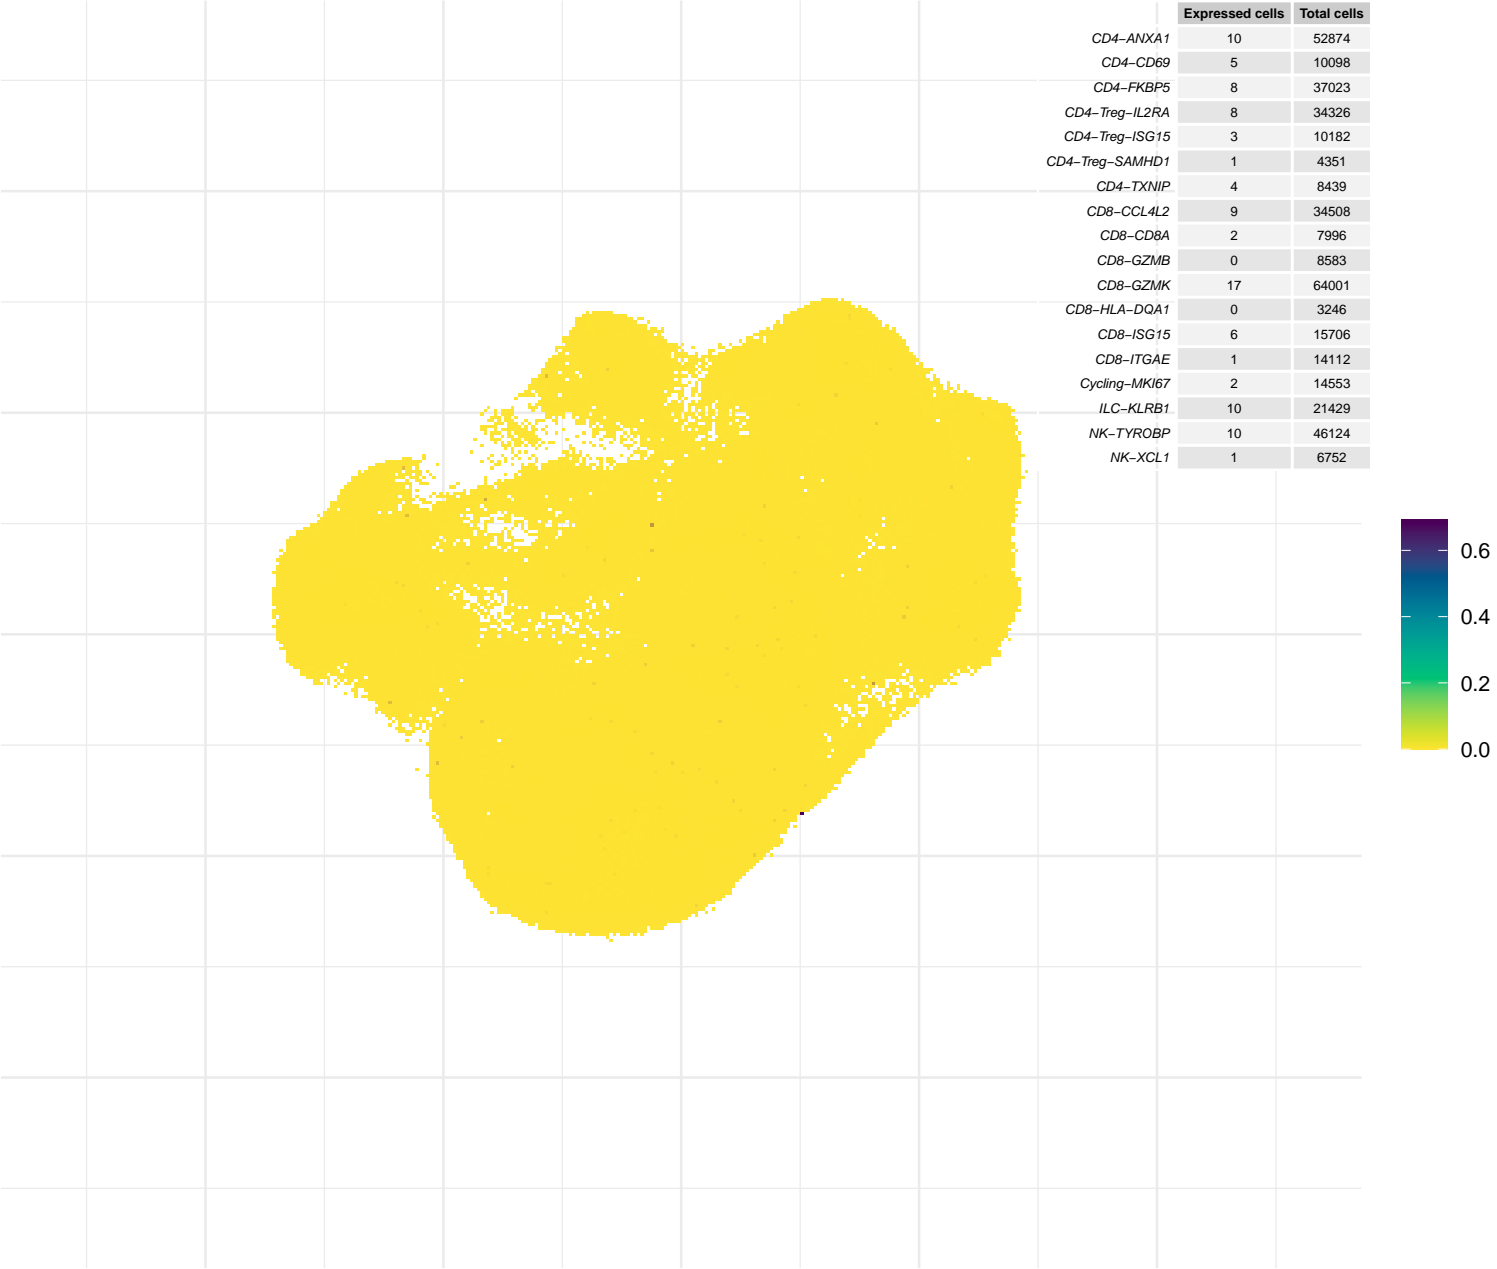 Expressed cells Total cells
CD4−ANXA1 10 52874
CD4−CD69 5 10098
CD4−FKBP5 8 37023
CD4−Treg−IL2RA 8 34326
CD4−Treg−ISG15 3 10182
CD4−Treg−SAMHD1 1 4351
CD4−TXNIP 4 8439
CD8−CCL4L2 9 34508
CD8−CD8A 2 7996
CD8−GZMB 0 8583
CD8−GZMK 17 64001
CD8−HLA−DQA1 0 3246
CD8−ISG15 6 15706
CD8−ITGAE 1 14112
Cycling−MKI67 2 14553
ILC−KLRB1 10 21429
NK−TYROBP 10 46124
NK−XCL1 1 6752
0.6
0.4
0.2
0.0